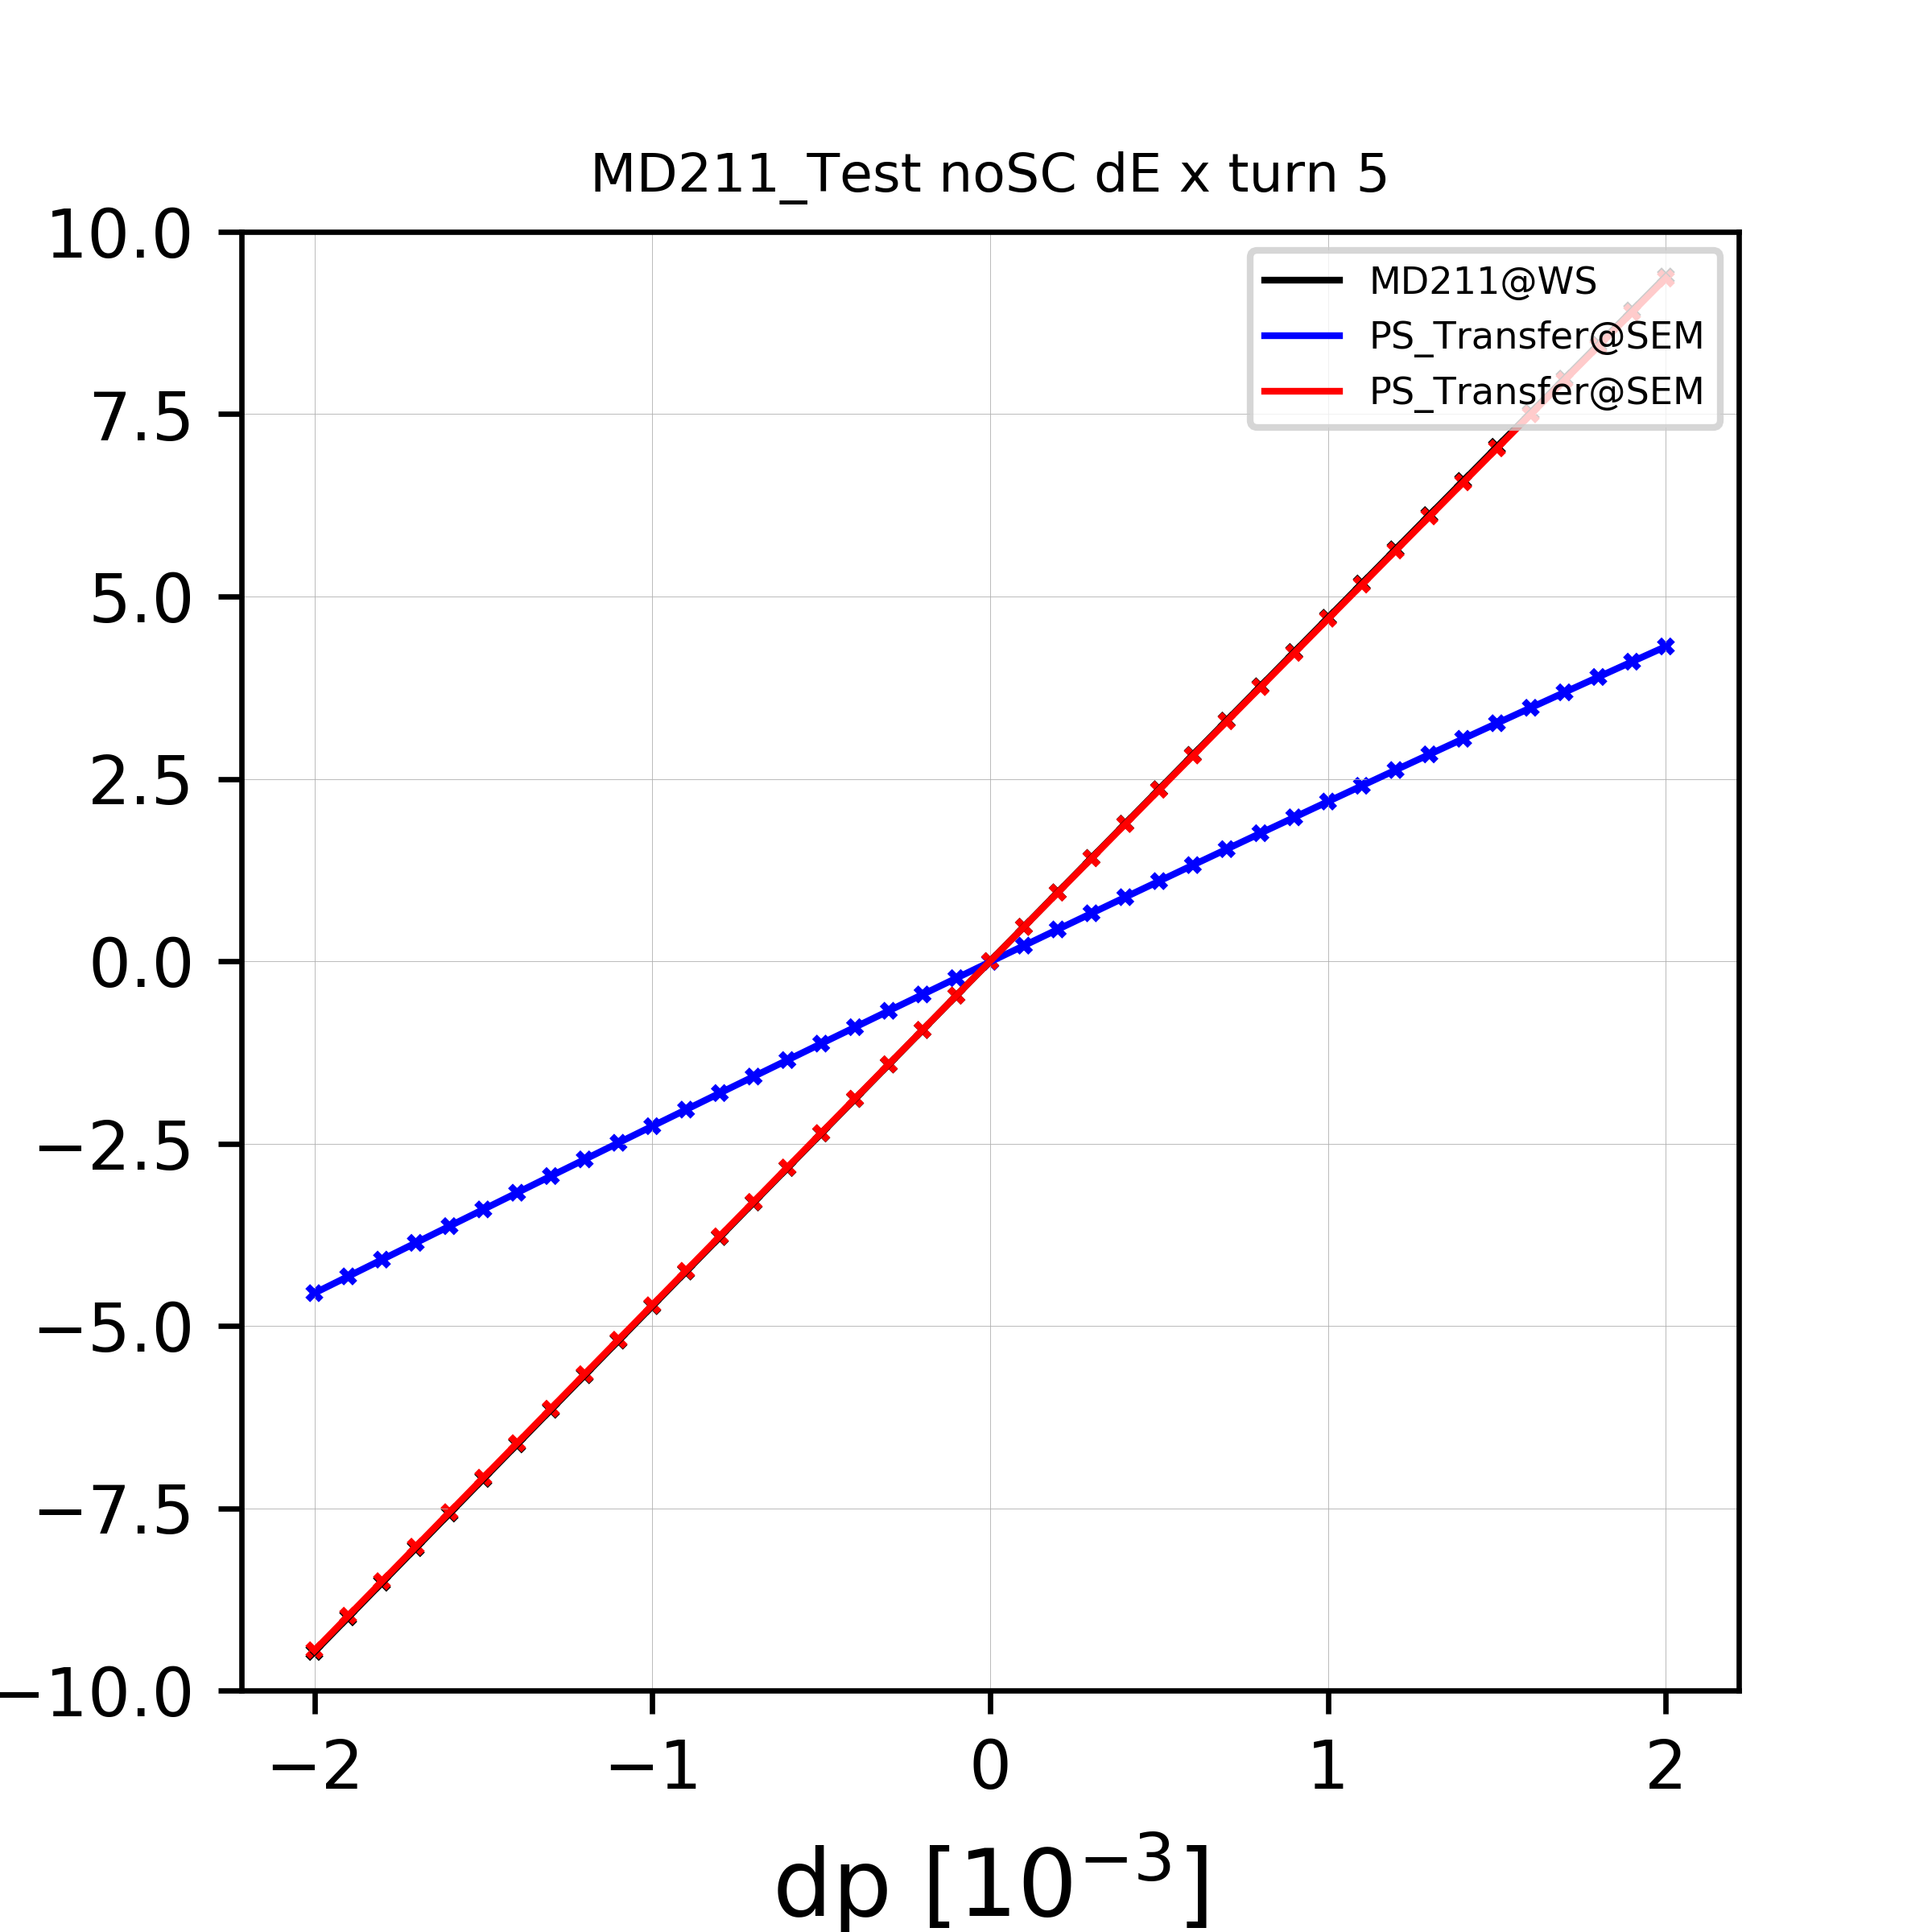 MD211_Test noSC dE x turn 5
10.0
7.5
5.0
2.5
0.0
−2.5
−5.0
−7.5
−10.0
MD211@WS
PS_Transfer@SEM
PS_Transfer@SEM
−2 −1 0 1 2
dp [10⁻³]